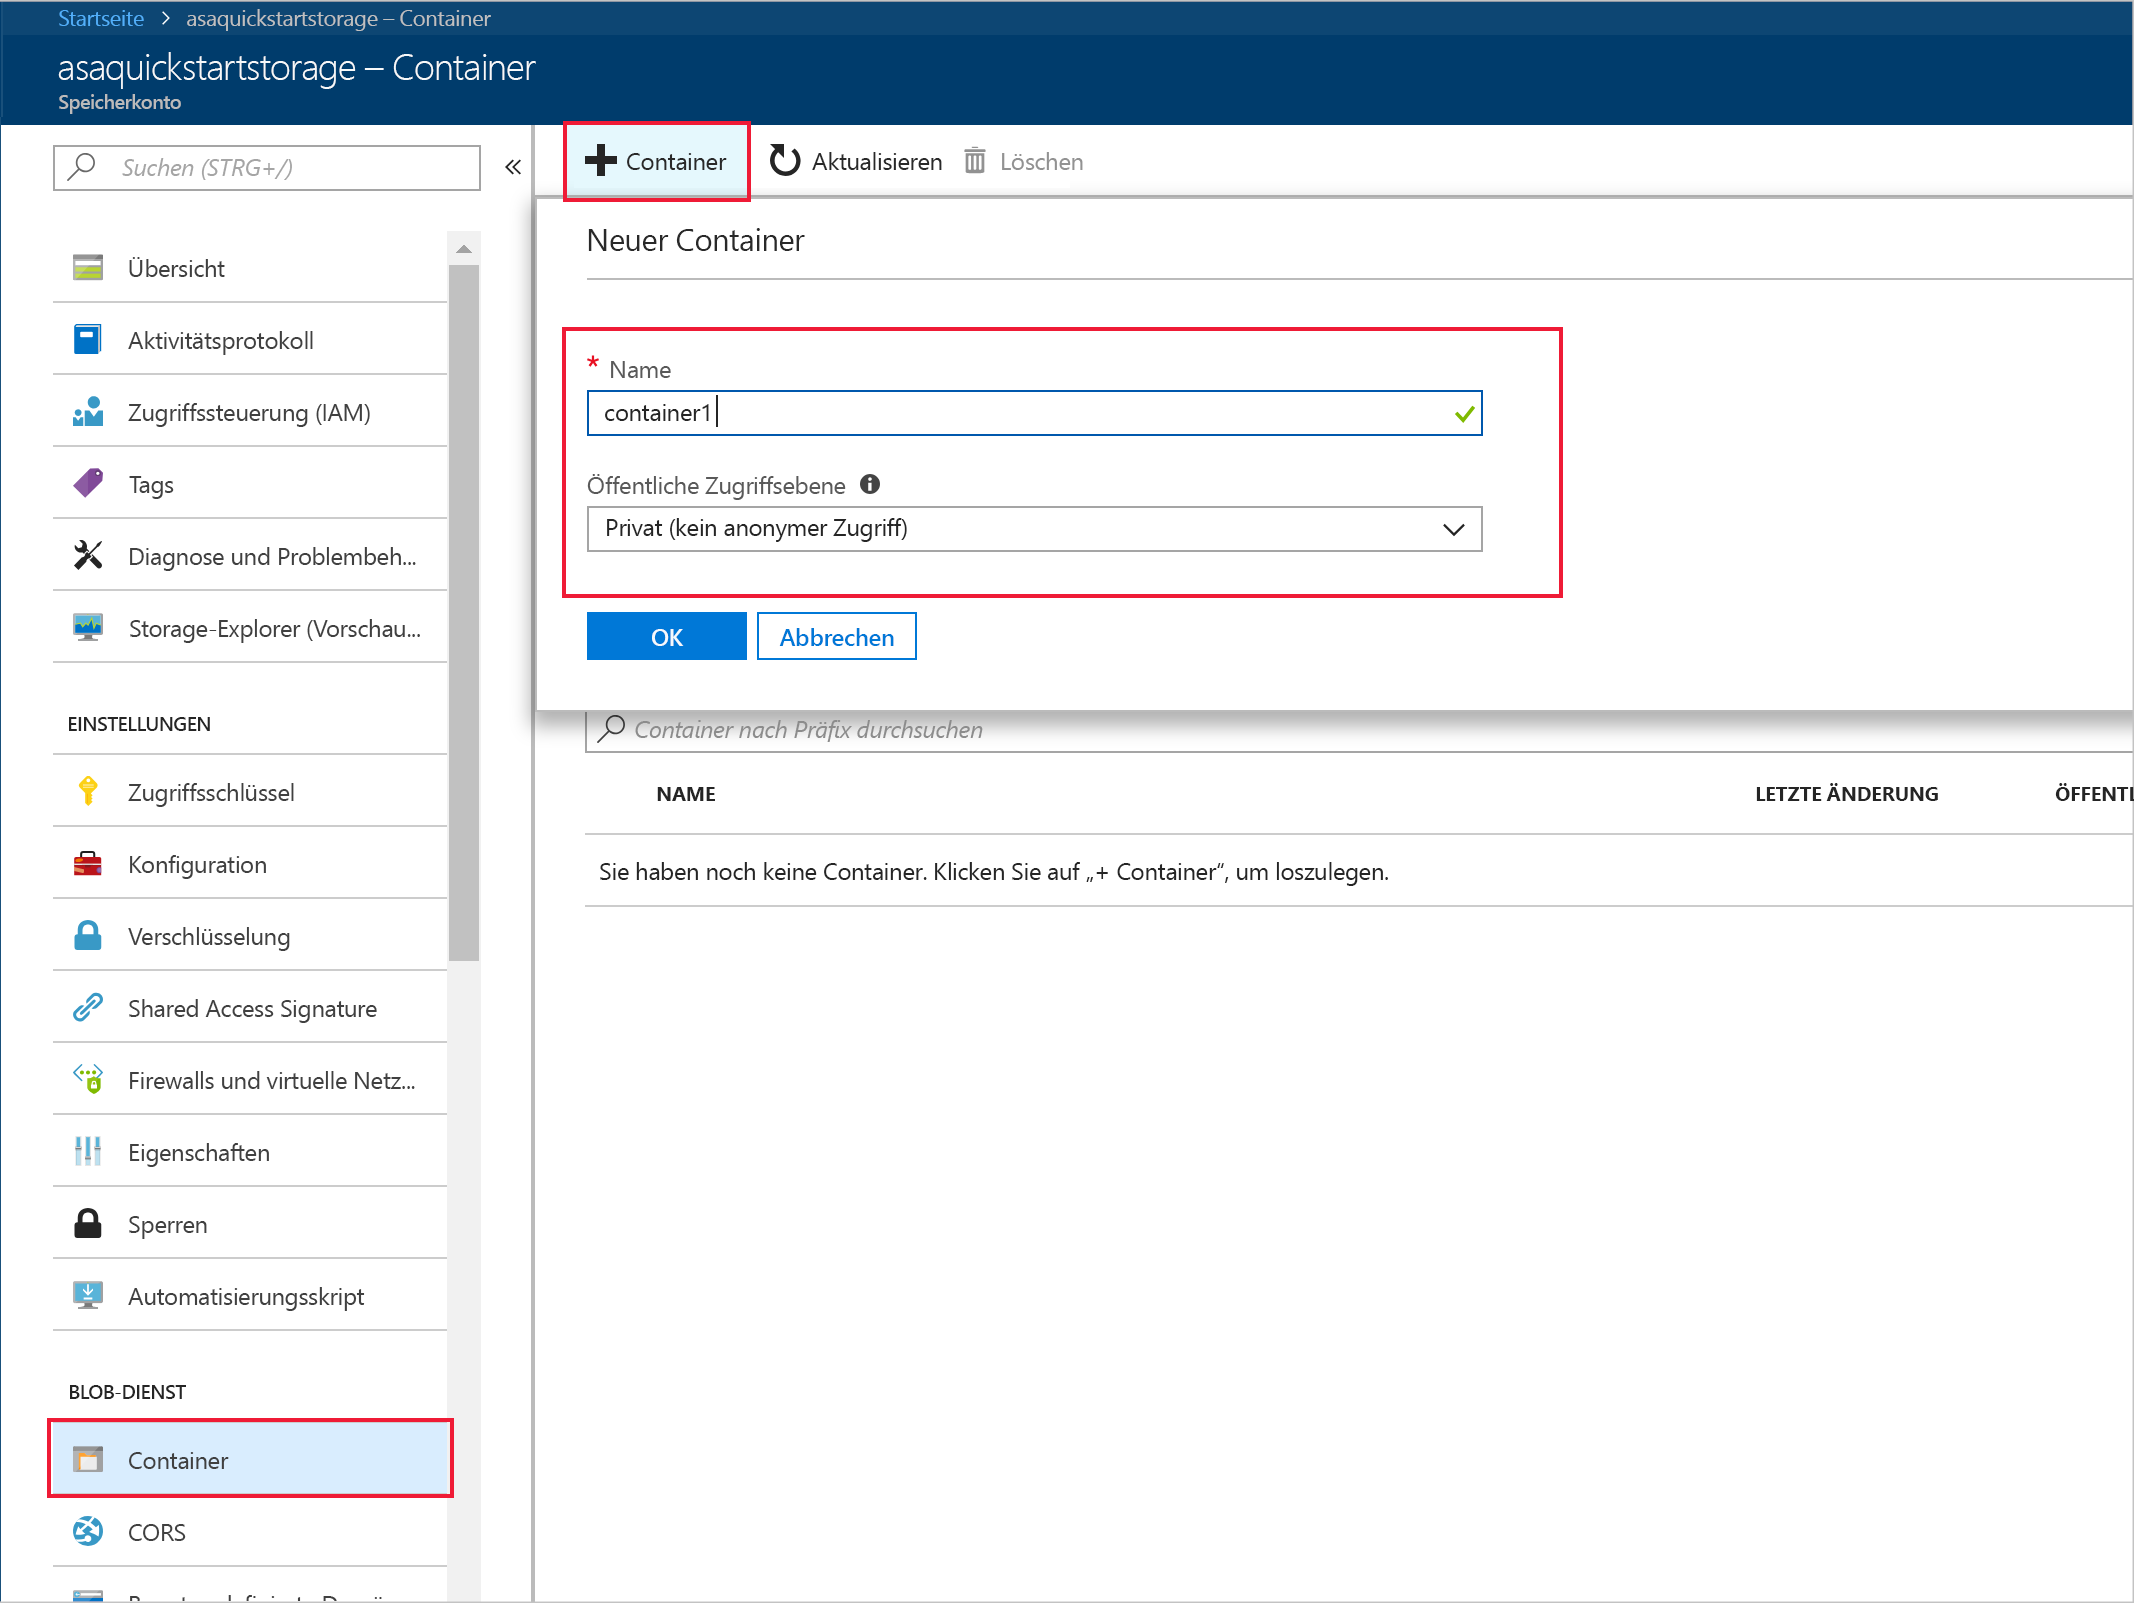 Startseite > asaquickstartstorage – Container
asaquickstartstorage – Container
Speicherkonto
Suchen (STRG+/)
«
Übersicht
Aktivitätsprotokoll
Zugriffssteuerung (IAM)
Tags
Diagnose und Problembeh...
Storage-Explorer (Vorschau...
EINSTELLUNGEN
Zugriffsschlüssel
Konfiguration
Verschlüsselung
Shared Access Signature
Firewalls und virtuelle Netz...
Eigenschaften
Sperren
Automatisierungsskript
BLOB-DIENST
Container
CORS
+ Container Aktualisieren Löschen
Neuer Container
* Name
container1
Öffentliche Zugriffsebene
Privat (kein anonymer Zugriff)
OK Abbrechen
Container nach Präfix durchsuchen
NAME LETZTE ÄNDERUNG ÖFFENTL
Sie haben noch keine Container. Klicken Sie auf „+ Container“, um loszulegen.